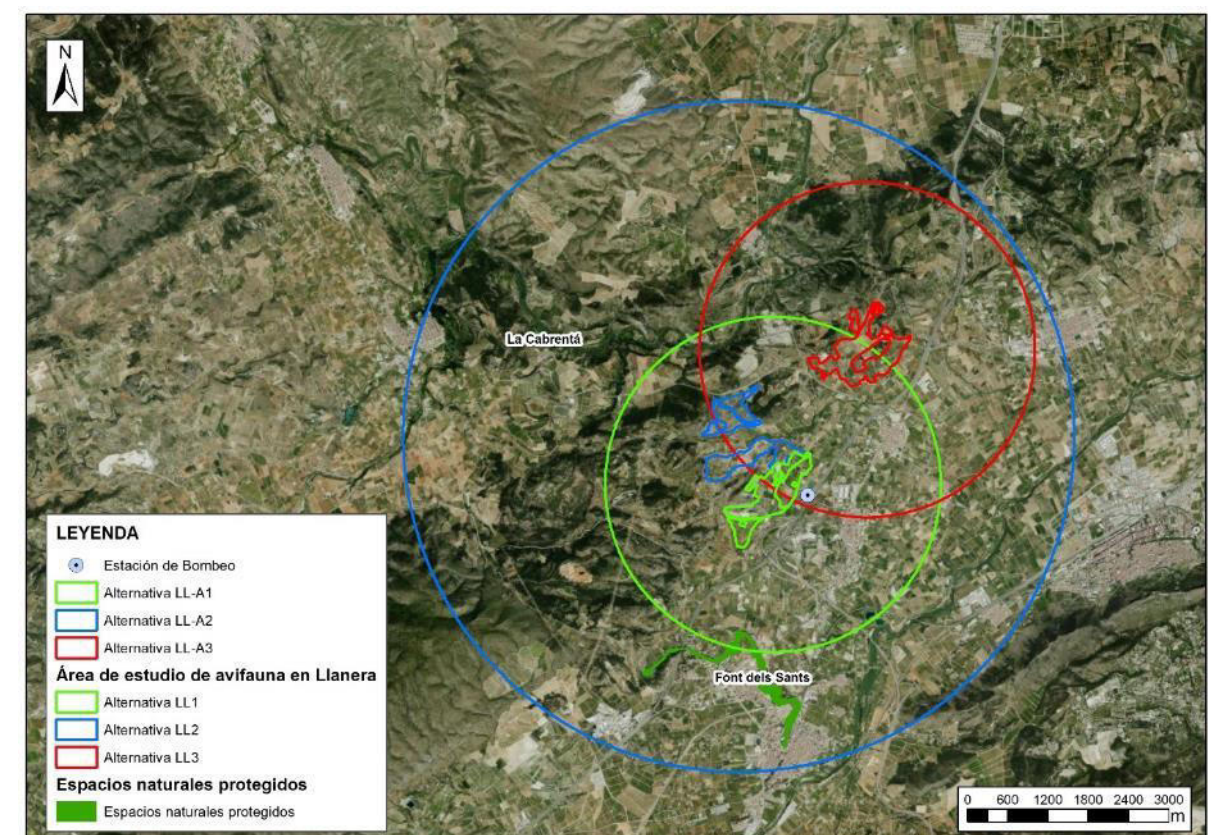 N
La Cabrentá
Font dels Sants
LEYENDA
Estación de Bombeo
Alternativa LL-A1
Alternativa LL-A2
Alternativa LL-A3
Área de estudio de avifauna en Llanera
Alternativa LL1
Alternativa LL2
Alternativa LL3
Espacios naturales protegidos
Espacios naturales protegidos
0 600 1200 1800 2400 3000
m